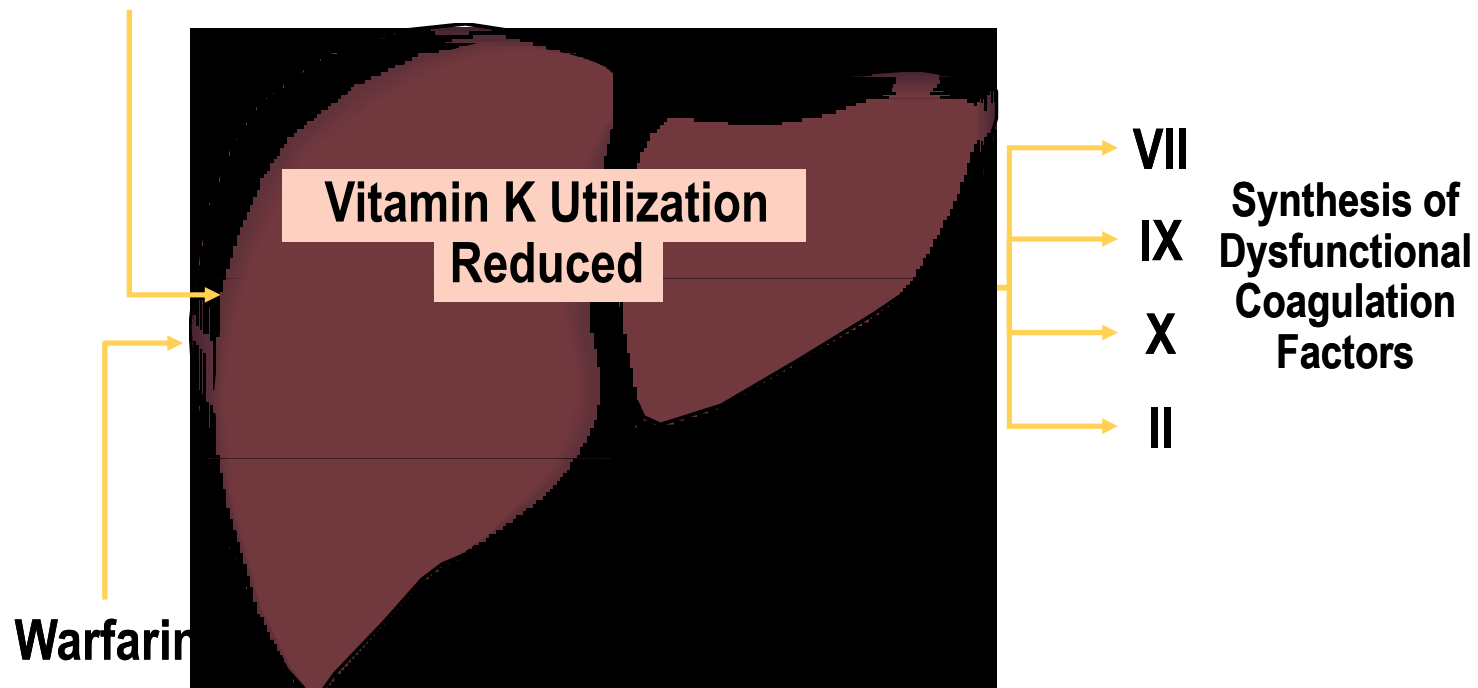 Vitamin K Utilization
Reduced
VII
IX
X
II
Synthesis of
Dysfunctional
Coagulation
Factors
Warfarin